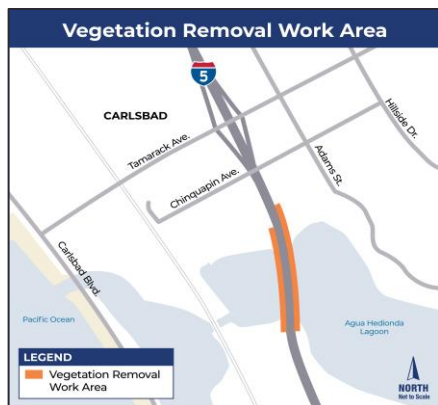 Vegetation Removal Work Area
5
CARLSBAD
Tamarack Ave.
Hillside Dr.
Adams St.
Chinquapin Ave.
Carlsbad Blvd.
Pacific Ocean
Agua Hedionda
Lagoon
LEGEND
Vegetation Removal
Work Area
NORTH
Not to Scale